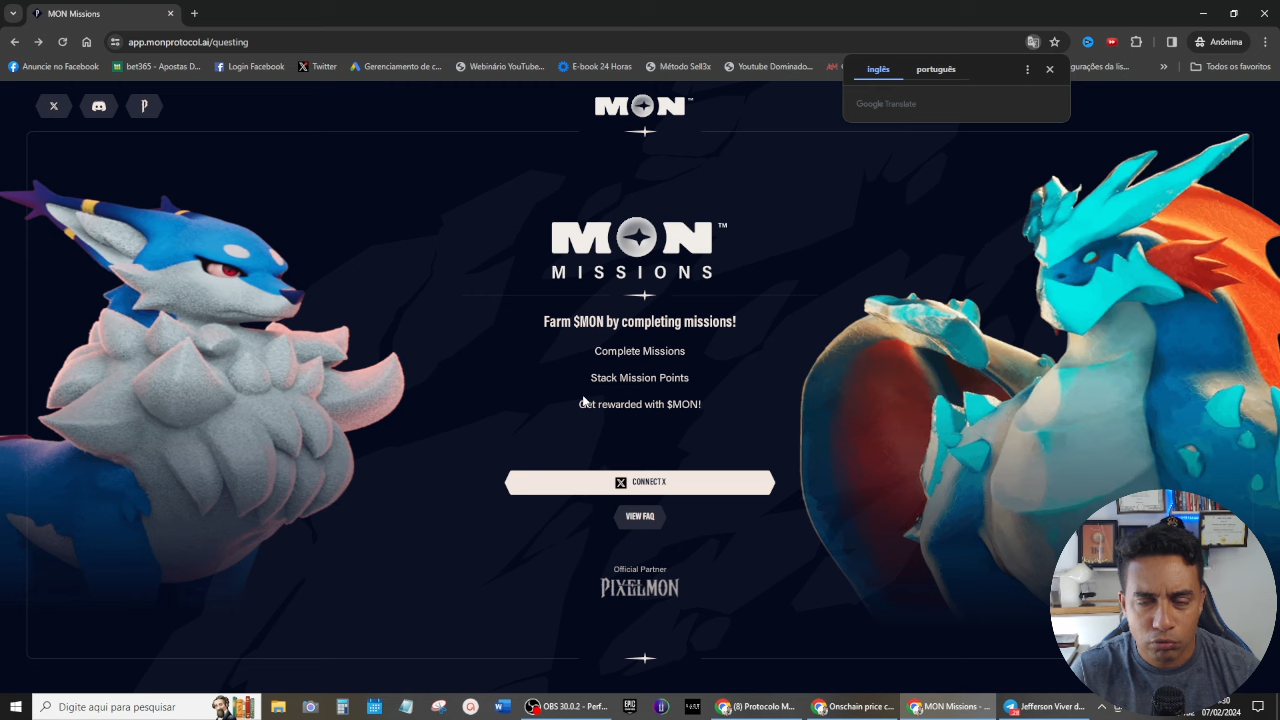 MON Missions
app.monprotocol.ai/questing
Anônima
Anuncie no Facebook
bet365 - Apostas D...
Login Facebook
Twitter
Gerenciamento de c...
Webinário YouTube...
E-book 24 Horas
Método Sell3x
Youtube Dominado...
AM
gurações da lis...
Todos os favoritos
inglês
português
Google Translate
MON™
MON™
MISSIONS
Farm $MON by completing missions!
Complete Missions
Stack Mission Points
Get rewarded with $MON!
CONNECT X
VIEW FAQ
Official Partner
PIXELMON
Digite aqui para pesquisar
OBS 30.0.2 - Perf...
(8) Protocolo M...
Onschain price c...
MON Missions - ...
Jefferson Viver d...
28
07/02/2024